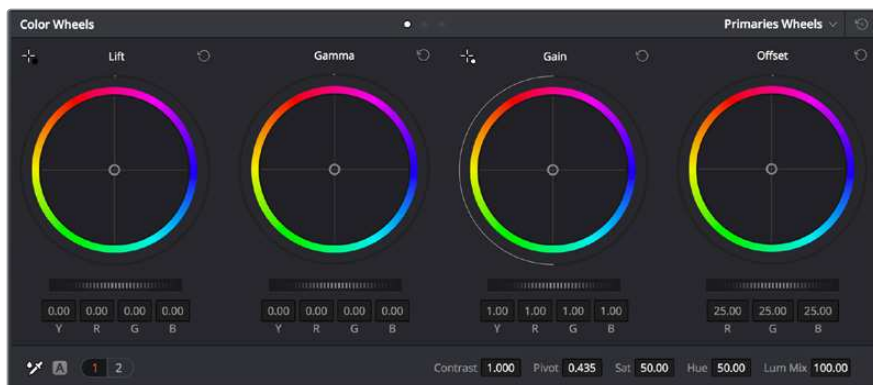 Color Wheels Primaries Wheels
Lift Gamma Gain Offset
0.00 0.00 0.00 0.00 0.00 0.00 0.00 0.00 1.00 1.00 1.00 1.00 25.00 25.00 25.00
Y R G B Y R G B Y R G B R G B
A 1 2 Contrast 1.000 Pivot 0.435 Sat 50.00 Hue 50.00 Lum Mix 100.00